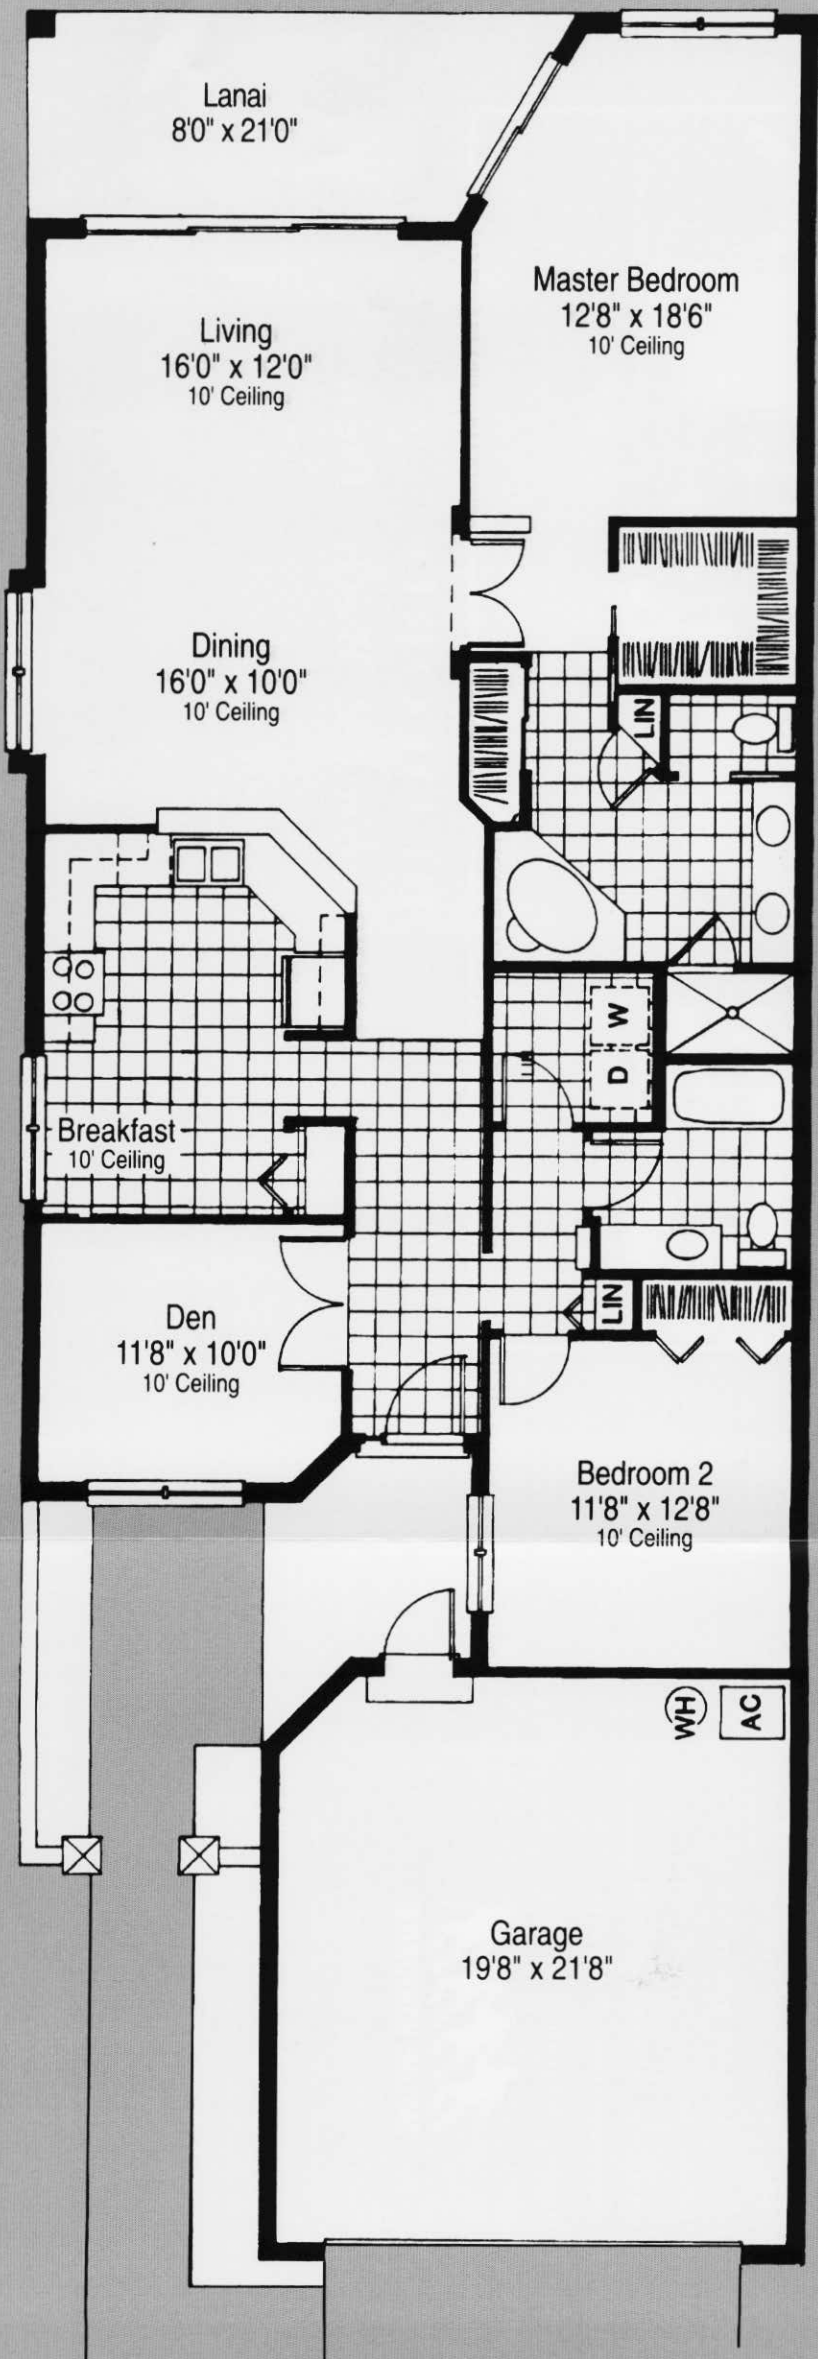 Lanai
8'0" x 21'0"
Master Bedroom
12'8" x 18'6"
10' Ceiling
Living
16'0" x 12'0"
10' Ceiling
Dining
16'0" x 10'0"
10' Ceiling
LIN
W
D
Breakfast
10' Ceiling
LIN
Den
11'8" x 10'0"
10' Ceiling
Bedroom 2
11'8" x 12'8"
10' Ceiling
WH
AC
Garage
19'8" x 21'8"